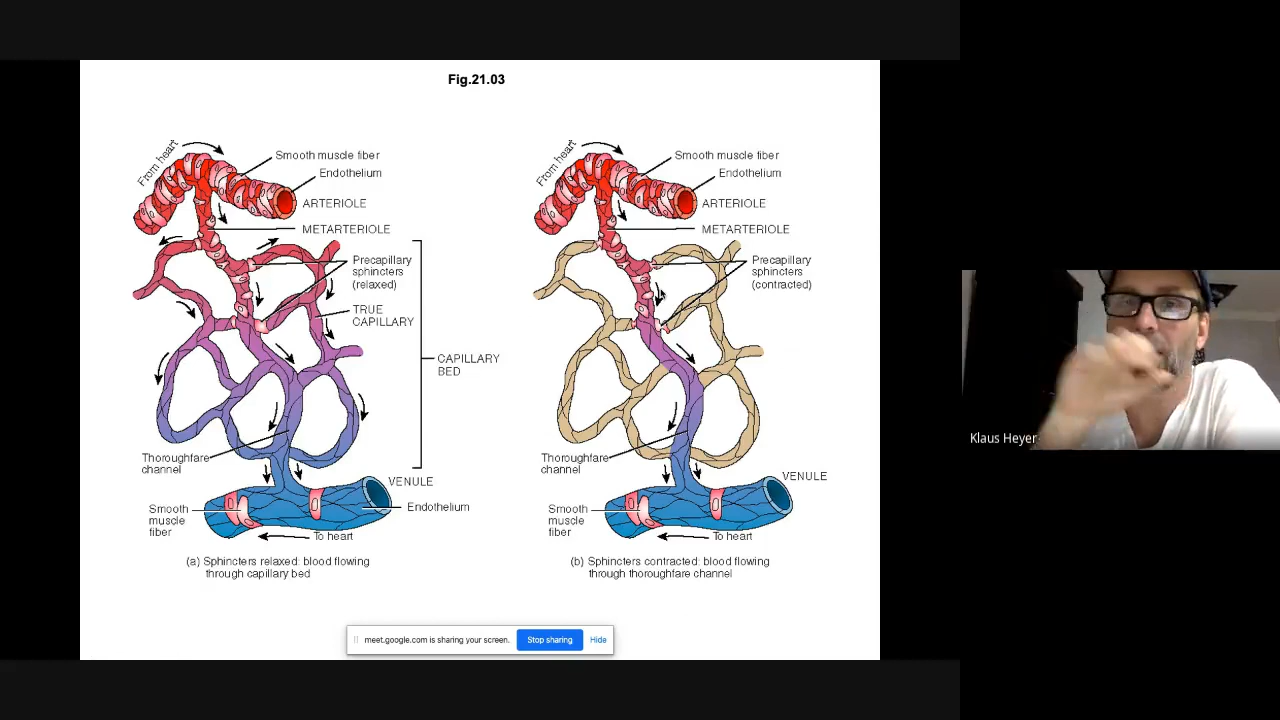 Fig.21.03
From heart
Smooth muscle fiber
Endothelium
ARTERIOLE
METARTERIOLE
Precapillary
sphincters
(relaxed)
TRUE
CAPILLARY
CAPILLARY
BED
Thoroughfare
channel
VENULE
Smooth
muscle
fiber
Endothelium
To heart
(a) Sphincters relaxed: blood flowing
through capillary bed
From heart
Smooth muscle fiber
Endothelium
ARTERIOLE
METARTERIOLE
Precapillary
sphincters
(contracted)
Thoroughfare
channel
VENULE
Smooth
muscle
fiber
To heart
(b) Sphincters contracted: blood flowing
through thoroughfare channel
meet.google.com is sharing your screen.
Stop sharing
Hide
Klaus Heyer